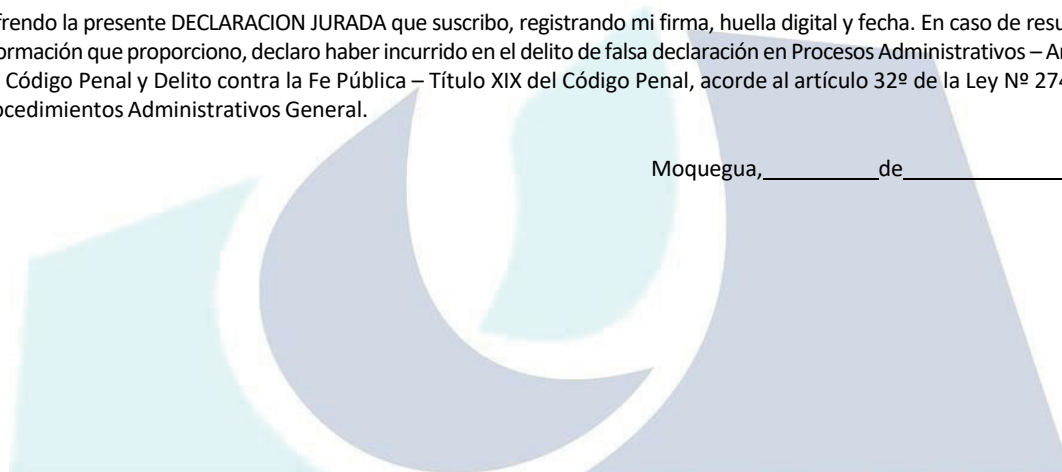 frendo la presente DECLARACION JURADA que suscribo, registrando mi firma, huella digital y fecha. En caso de resu
ormación que proporciono, declaro haber incurrido en el delito de falsa declaración en Procesos Administrativos – A
Código Penal y Delito contra la Fe Pública – Título XIX del Código Penal, acorde al artículo 32º de la Ley Nº 274
ocedimientos Administrativos General.
Moquegua,__________de______________